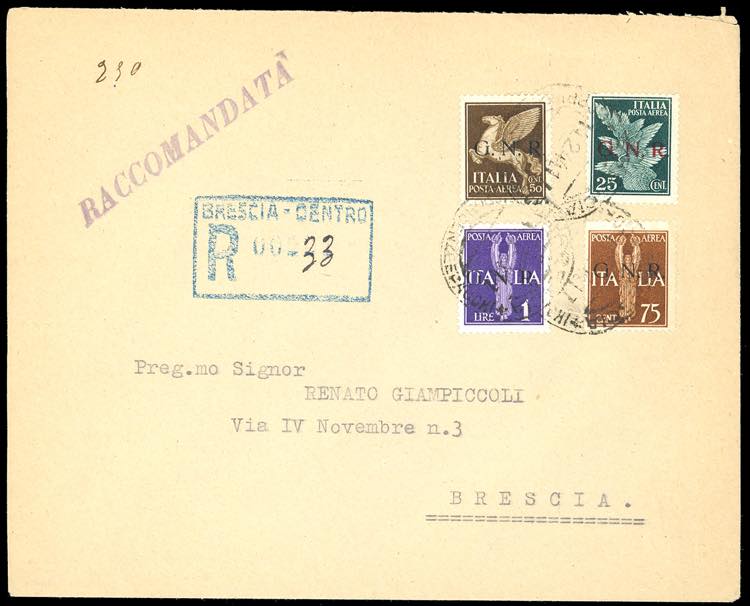 230
RACCOMANDATA
BRESCIA - CENTRO
R 00 33
G. N. R.
ITALIA
POSTA AEREA
CENT. 50
ITALIA
POSTA AEREA
G. N. R.
25 CENT.
POSTA AEREA
G. N. R.
ITALIA
LIRE 1
POSTA AEREA
G. N. R.
ITALIA
CENT. 75
Preg.mo Signor
RENATO GIAMPICCOLI
Via IV Novembre n.3
BRESCIA.